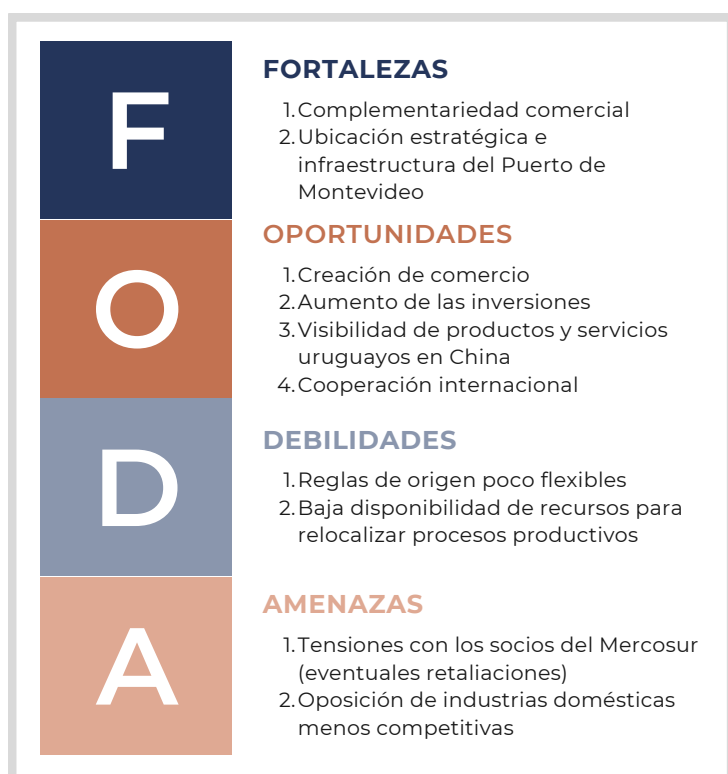 F
FORTALEZAS
1.Complementariedad comercial
2.Ubicación estratégica e
infraestructura del Puerto de
Montevideo
O
OPORTUNIDADES
1.Creación de comercio
2.Aumento de las inversiones
3.Visibilidad de productos y servicios
uruguayos en China
4.Cooperación internacional
D
DEBILIDADES
1.Reglas de origen poco flexibles
2.Baja disponibilidad de recursos para
relocalizar procesos productivos
A
AMENAZAS
1.Tensiones con los socios del Mercosur
(eventuales retaliaciones)
2.Oposición de industrias domésticas
menos competitivas